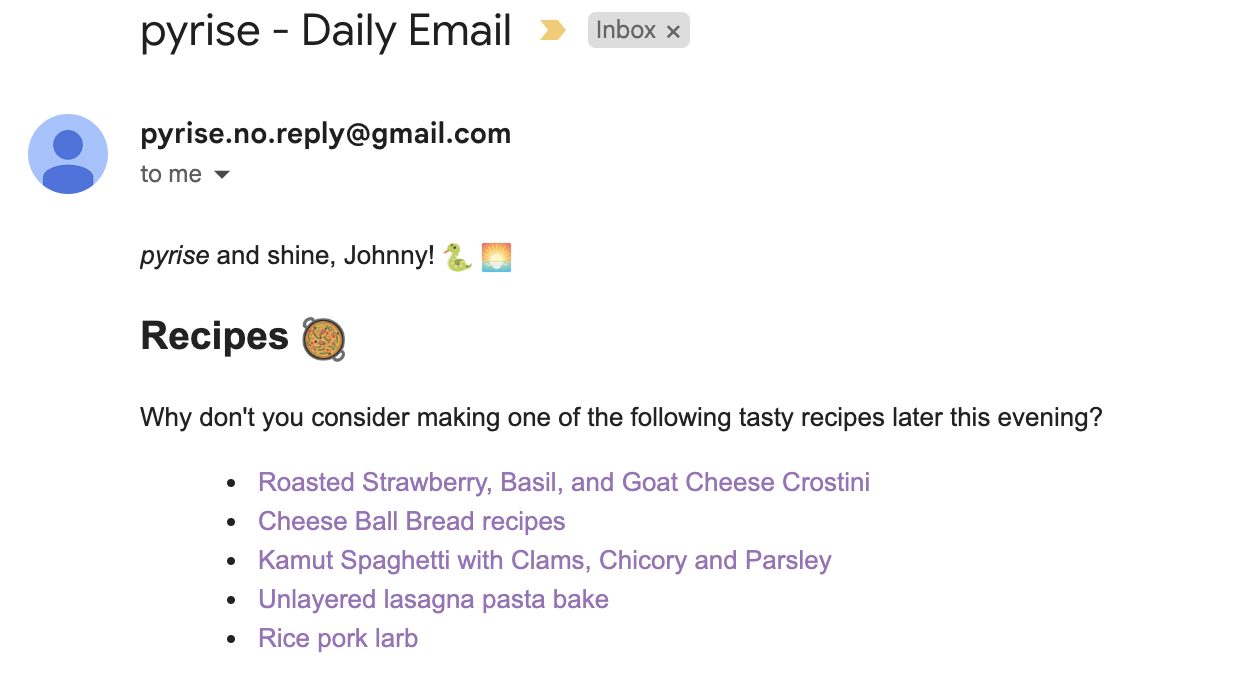 pyrise - Daily Email Inbox ×
pyrise.no.reply@gmail.com
to me
pyrise and shine, Johnny! 🐍 🌅
Recipes 🥘
Why don't you consider making one of the following tasty recipes later this evening?
• Roasted Strawberry, Basil, and Goat Cheese Crostini
• Cheese Ball Bread recipes
• Kamut Spaghetti with Clams, Chicory and Parsley
• Unlayered lasagna pasta bake
• Rice pork larb